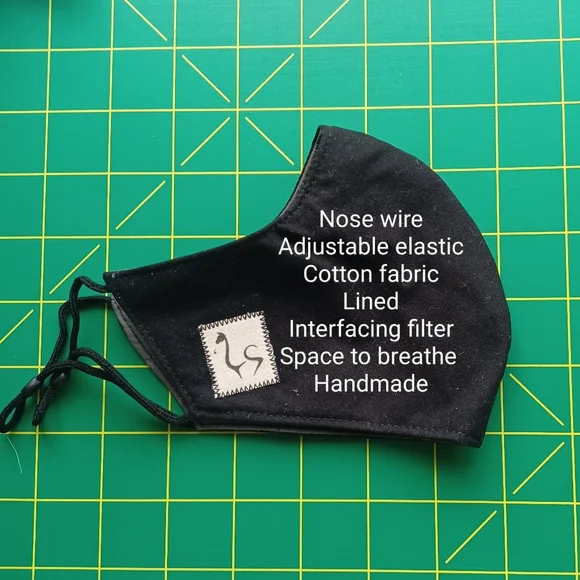 Nose wire
Adjustable elastic
Cotton fabric
Lined
Interfacing filter
Space to breathe
Handmade